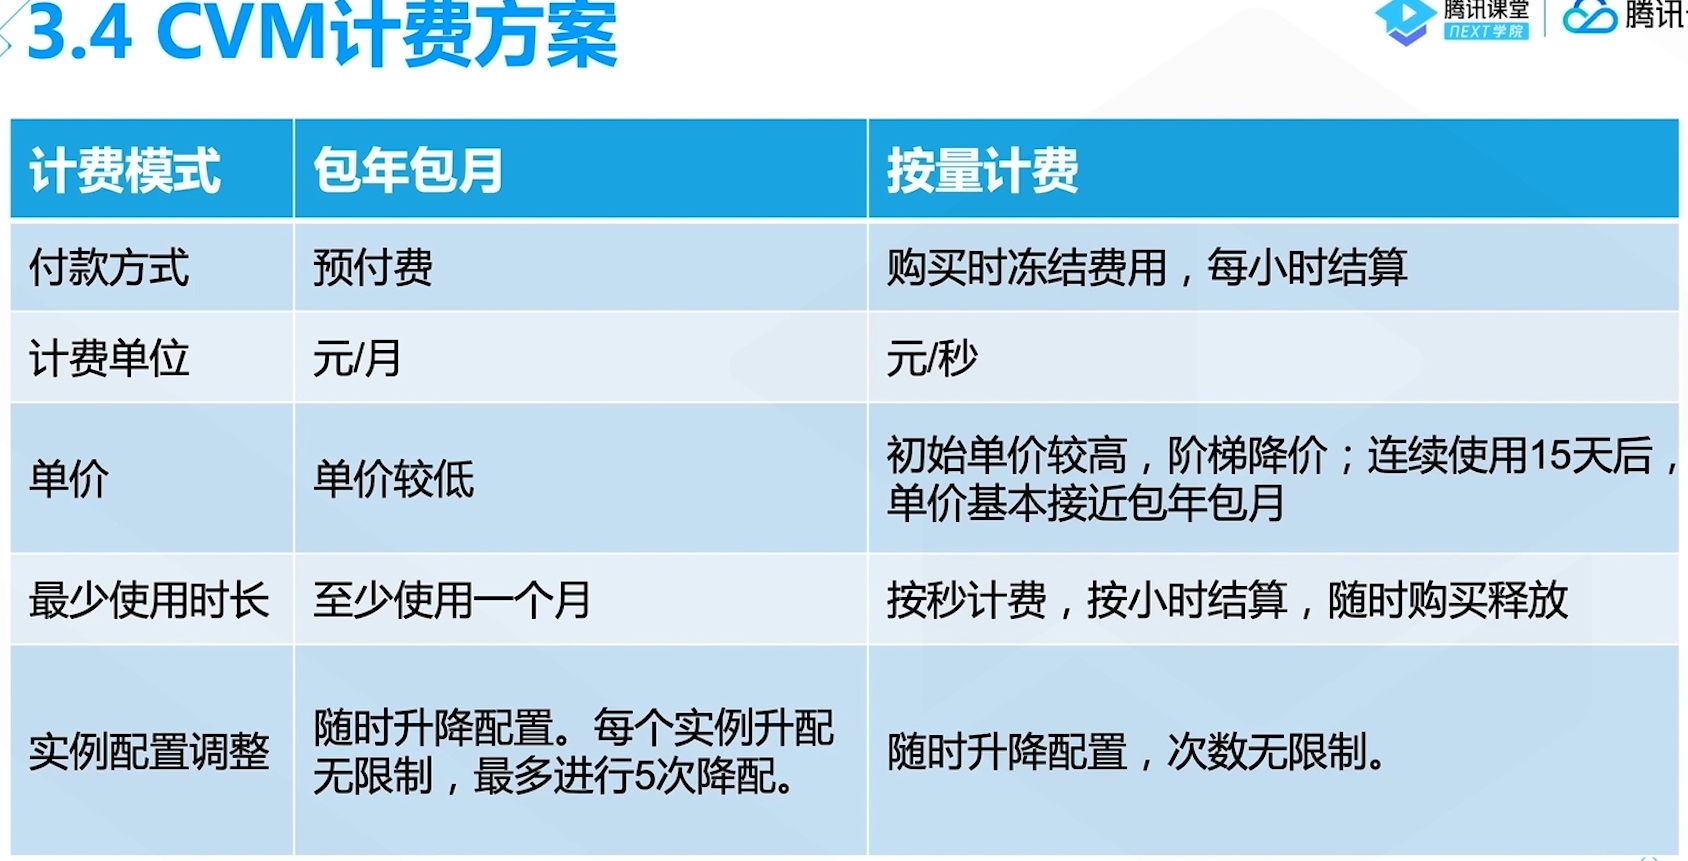 3.4 CVM计费方案
腾讯课堂
NEXT学院
腾讯
计费模式 包年包月 按量计费
付款方式 预付费 购买时冻结费用，每小时结算
计费单位 元/月 元/秒
单价 单价较低 初始单价较高，阶梯降价；连续使用15天后，
单价基本接近包年包月
最少使用时长 至少使用一个月 按秒计费，按小时结算，随时购买释放
实例配置调整 随时升降配置。每个实例升配
无限制，最多进行5次降配。
随时升降配置，次数无限制。